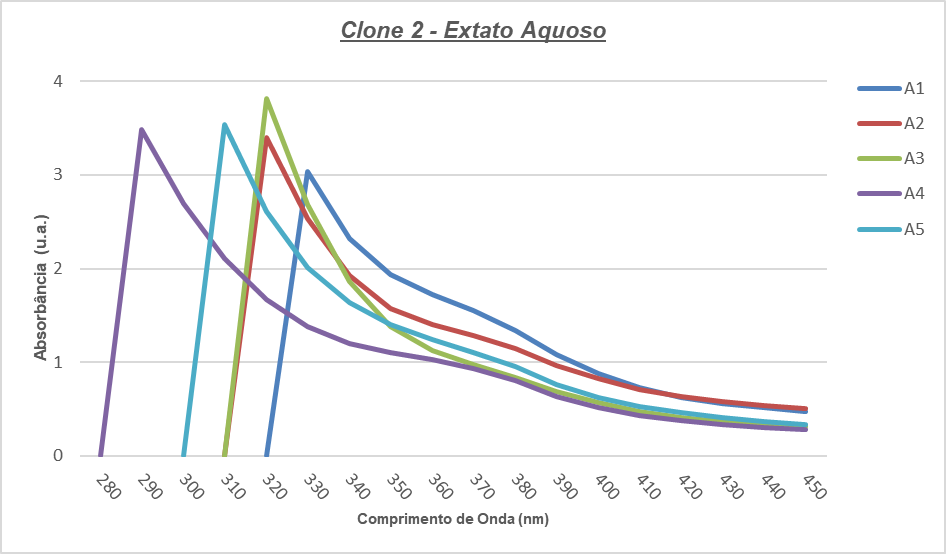 Clone 2 - Extato Aquoso
4
3
2
1
0
Absorbância (u.a.)
280 290 300 310 320 330 340 350 360 370 380 390 400 410 420 430 440 450
Comprimento de Onda (nm)
A1
A2
A3
A4
A5